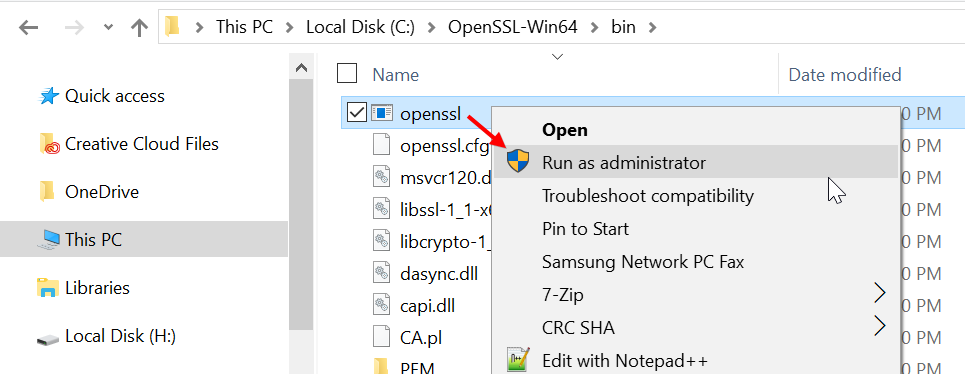 This PC
Local Disk (C:)
OpenSSL-Win64
bin
Name
Date modified
Quick access
Creative Cloud Files
OneDrive
This PC
Libraries
Local Disk (H:)
openssl
0 PM
openssl.cfg
0 PM
msvcr120.d
0 PM
libssl-1_1-x6
0 PM
libcrypto-1_
0 PM
dasync.dll
0 PM
capi.dll
0 PM
CA.pl
0 PM
PEM
Open
Run as administrator
Troubleshoot compatibility
Pin to Start
Samsung Network PC Fax
7-Zip
CRC SHA
Edit with Notepad++